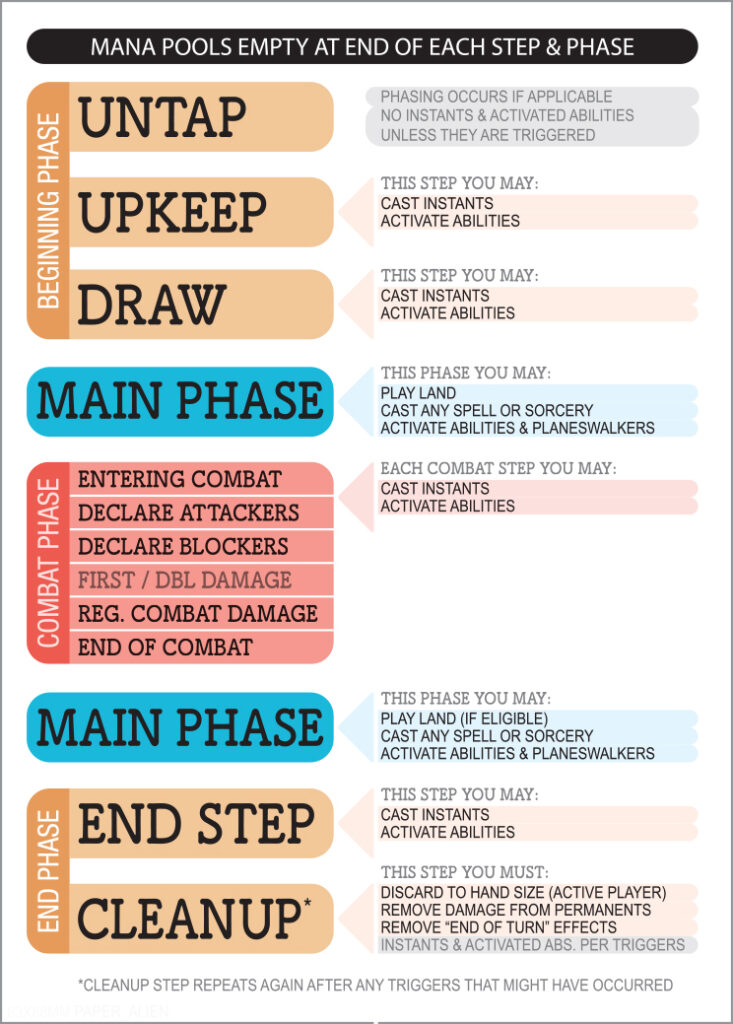 MANA POOLS EMPTY AT END OF EACH STEP & PHASE
BEGINNING PHASE
UNTAP
PHASING OCCURS IF APPLICABLE
NO INSTANTS & ACTIVATED ABILITIES
UNLESS THEY ARE TRIGGERED
UPKEEP
THIS STEP YOU MAY:
CAST INSTANTS
ACTIVATE ABILITIES
DRAW
THIS STEP YOU MAY:
CAST INSTANTS
ACTIVATE ABILITIES
MAIN PHASE
THIS PHASE YOU MAY:
PLAY LAND
CAST ANY SPELL OR SORCERY
ACTIVATE ABILITIES & PLANESWALKERS
COMBAT PHASE
ENTERING COMBAT
DECLARE ATTACKERS
DECLARE BLOCKERS
FIRST / DBL DAMAGE
REG. COMBAT DAMAGE
END OF COMBAT
EACH COMBAT STEP YOU MAY:
CAST INSTANTS
ACTIVATE ABILITIES
MAIN PHASE
THIS PHASE YOU MAY:
PLAY LAND (IF ELIGIBLE)
CAST ANY SPELL OR SORCERY
ACTIVATE ABILITIES & PLANESWALKERS
END PHASE
END STEP
THIS STEP YOU MAY:
CAST INSTANTS
ACTIVATE ABILITIES
CLEANUP*
THIS STEP YOU MUST:
DISCARD TO HAND SIZE (ACTIVE PLAYER)
REMOVE DAMAGE FROM PERMANENTS
REMOVE “END OF TURN” EFFECTS
INSTANTS & ACTIVATED ABS. PER TRIGGERS
*CLEANUP STEP REPEATS AGAIN AFTER ANY TRIGGERS THAT MIGHT HAVE OCCURRED
PAPER_ALIEN